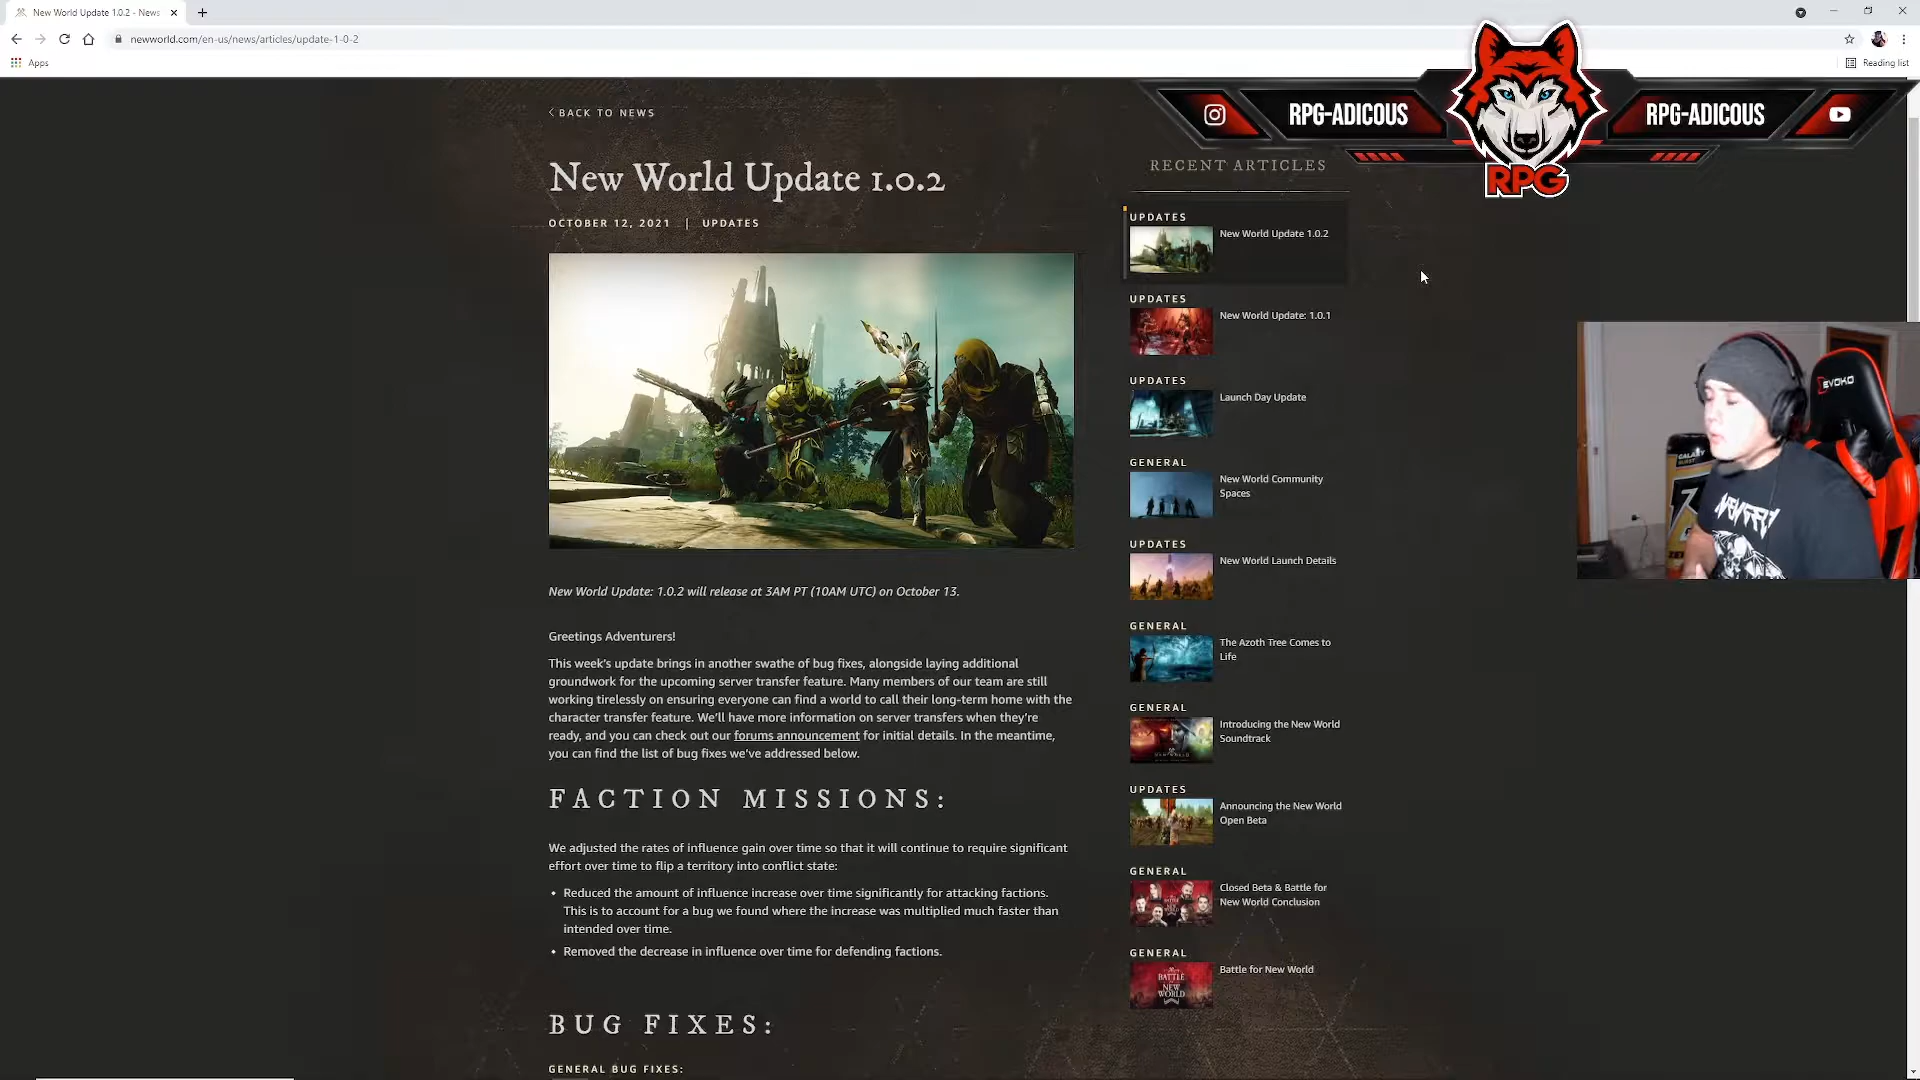 New World Update 1.0.2 - News
newworld.com/en-us/news/articles/update-1-0-2
Apps
Reading list
RPG-ADICOUS
RPG-ADICOUS
RPG
BACK TO NEWS
New World Update 1.0.2
OCTOBER 12, 2021 | UPDATES
New World Update: 1.0.2 will release at 3AM PT (10AM UTC) on October 13.
Greetings Adventurers!
This week's update brings in another swathe of bug fixes, alongside laying additional
groundwork for the upcoming server transfer feature. Many members of our team are still
working tirelessly on ensuring everyone can find a world to call their long-term home with the
character transfer feature. We'll have more information on server transfers when they're
ready, and you can check out our forums announcement for initial details. In the meantime,
you can find the list of bug fixes we've addressed below.
FACTION MISSIONS:
We adjusted the rates of influence gain over time so that it will continue to require significant
effort over time to flip a territory into conflict state:
• Reduced the amount of influence increase over time significantly for attacking factions.
This is to account for a bug we found where the increase was multiplied much faster than
intended over time.
• Removed the decrease in influence over time for defending factions.
BUG FIXES:
GENERAL BUG FIXES:
RECENT ARTICLES
UPDATES
New World Update 1.0.2
UPDATES
New World Update: 1.0.1
UPDATES
Launch Day Update
GENERAL
New World Community
Spaces
UPDATES
New World Launch Details
GENERAL
The Azoth Tree Comes to
Life
GENERAL
Introducing the New World
Soundtrack
UPDATES
Announcing the New World
Open Beta
GENERAL
Closed Beta & Battle for
New World Conclusion
GENERAL
Battle for New World
BATTLE
NEW
WORLD
EVOKO
GALAXY